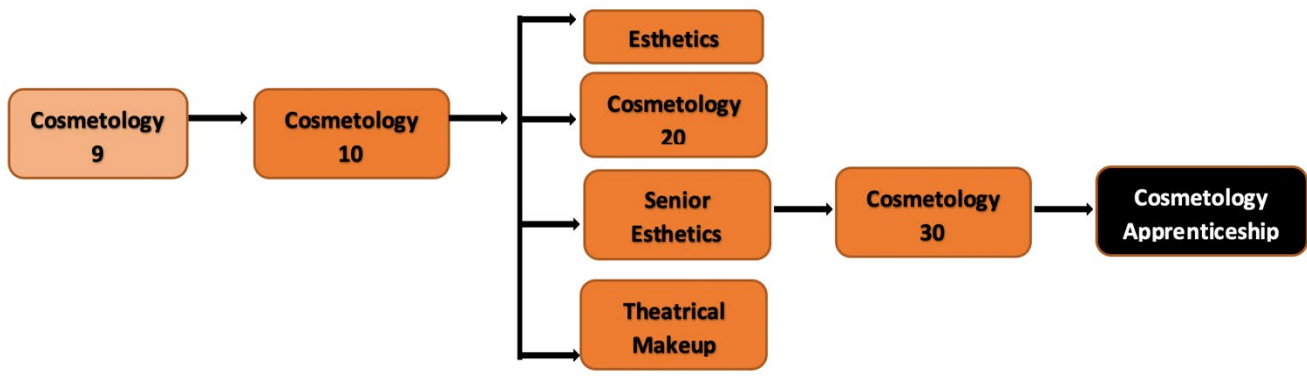 Cosmetology
9
Cosmetology
10
Esthetics
Cosmetology
20
Senior
Esthetics
Theatrical
Makeup
Cosmetology
30
Cosmetology
Apprenticeship